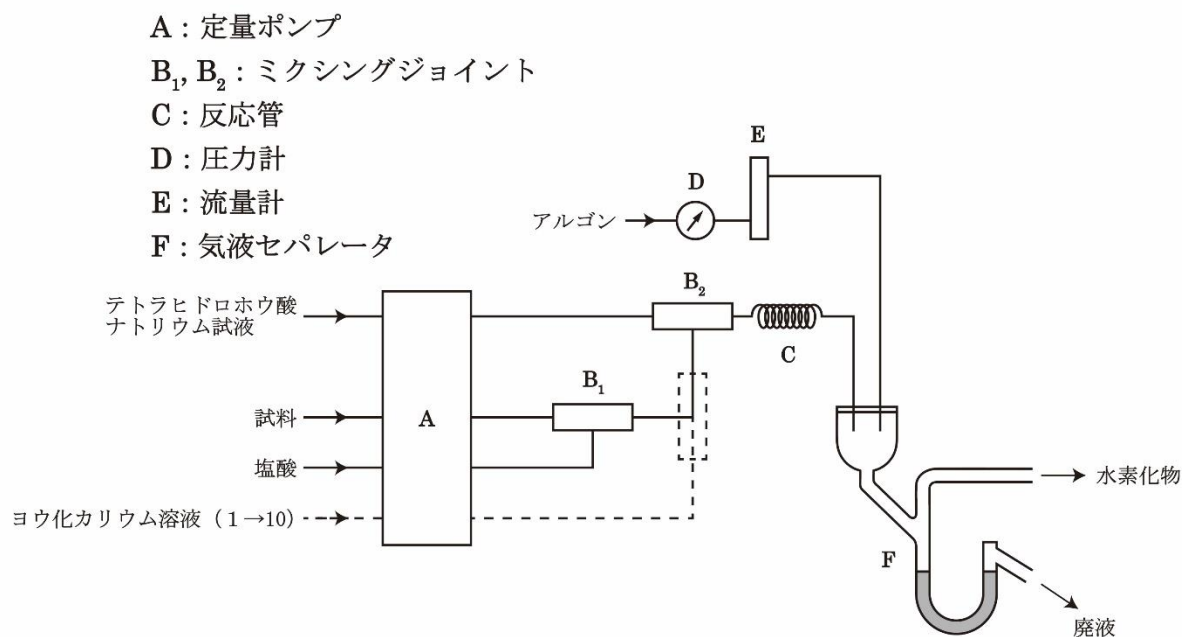 A：定量ポンプ
B₁, B₂：ミクシングジョイント
C：反応管
D：圧力計
E：流量計
F：気液セパレータ
E
D
アルゴン
B₂
テトラヒドロホウ酸
ナトリウム試液
C
B₁
試料
A
塩酸
水素化物
ヨウ化カリウム溶液（1→10）
F
廃液